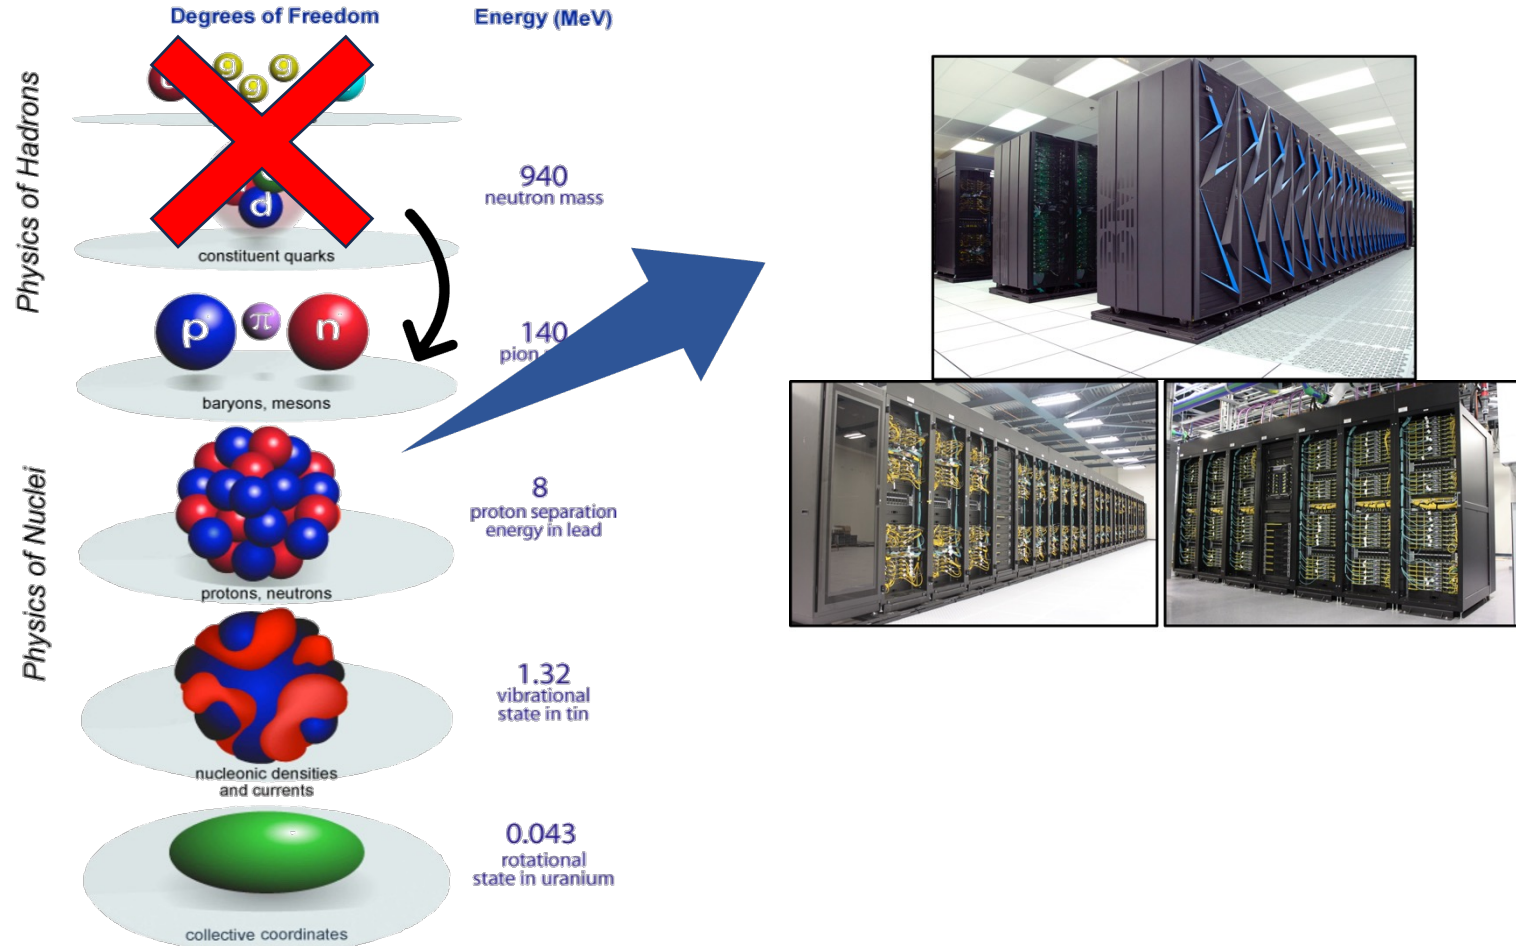 Degrees of Freedom
Energy (MeV)
Physics of Hadrons
g
g
g
d
constituent quarks
940
neutron mass
p
π
n
baryons, mesons
140
pion
Physics of Nuclei
protons, neutrons
8
proton separation
energy in lead
nucleonic densities
and currents
1.32
vibrational
state in tin
collective coordinates
0.043
rotational
state in uranium